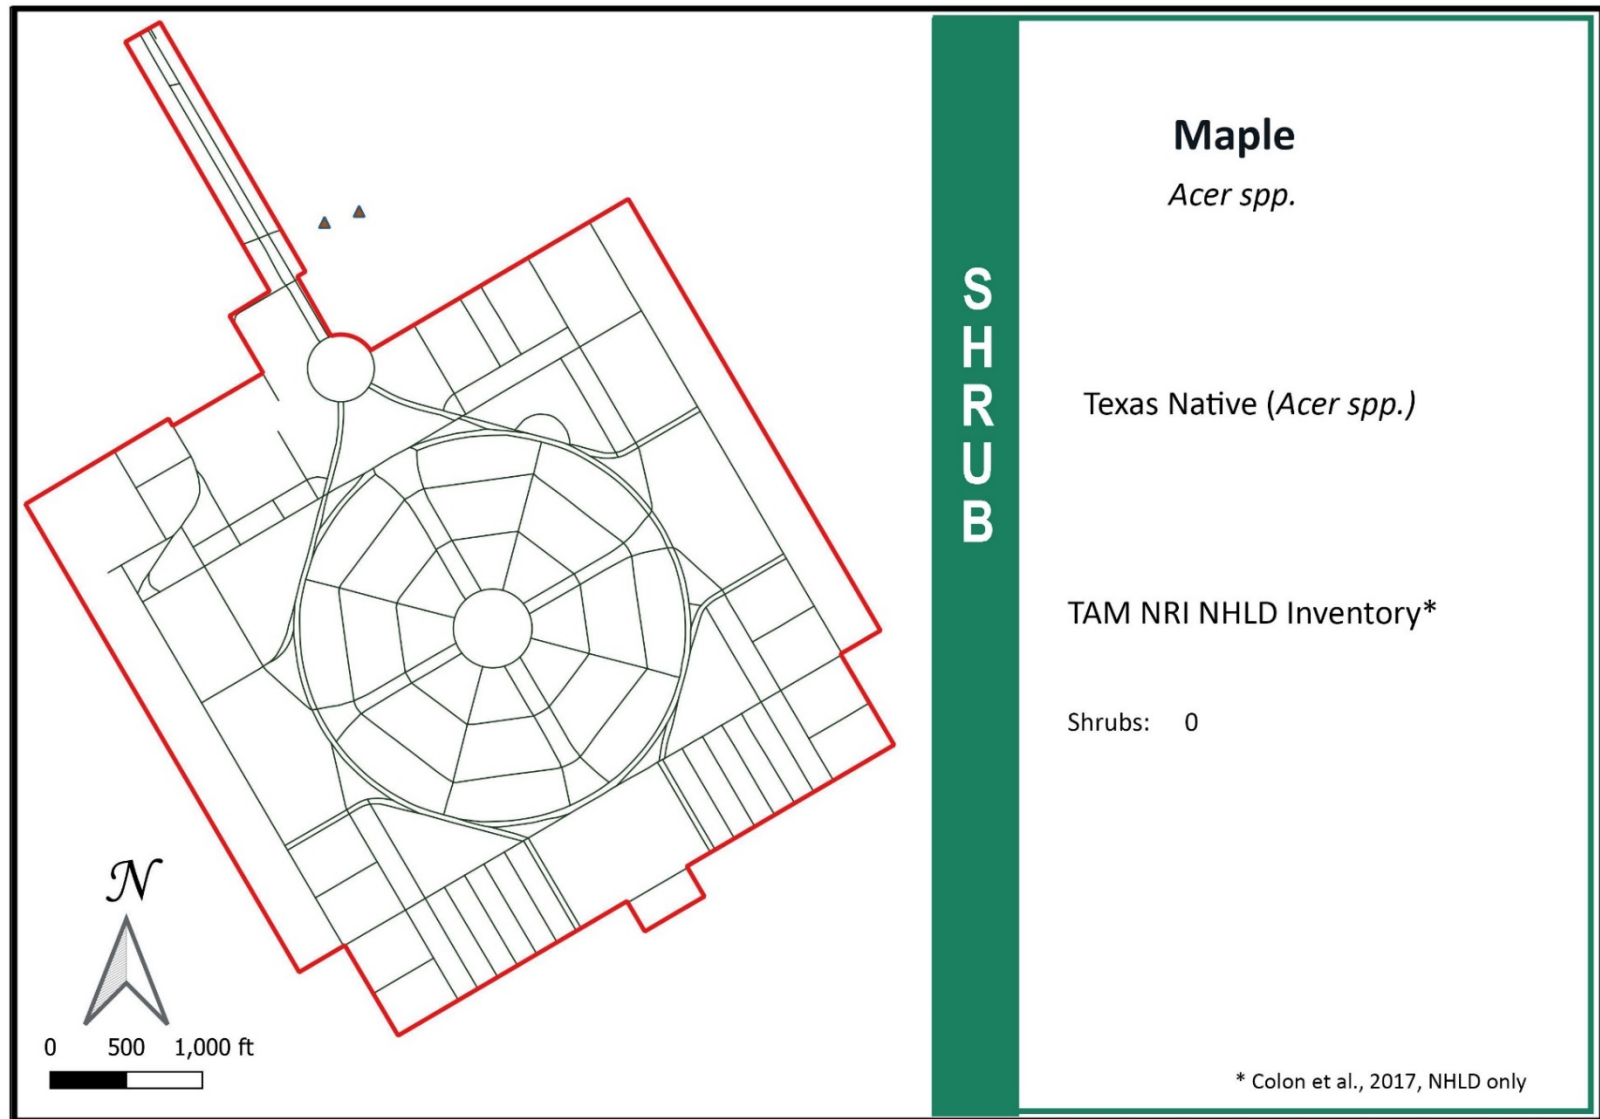 Maple
Acer spp.
SHRUB
Texas Native (Acer spp.)
TAM NRI NHLD Inventory*
Shrubs: 0
* Colon et al., 2017, NHLD only
N
0 500 1,000 ft